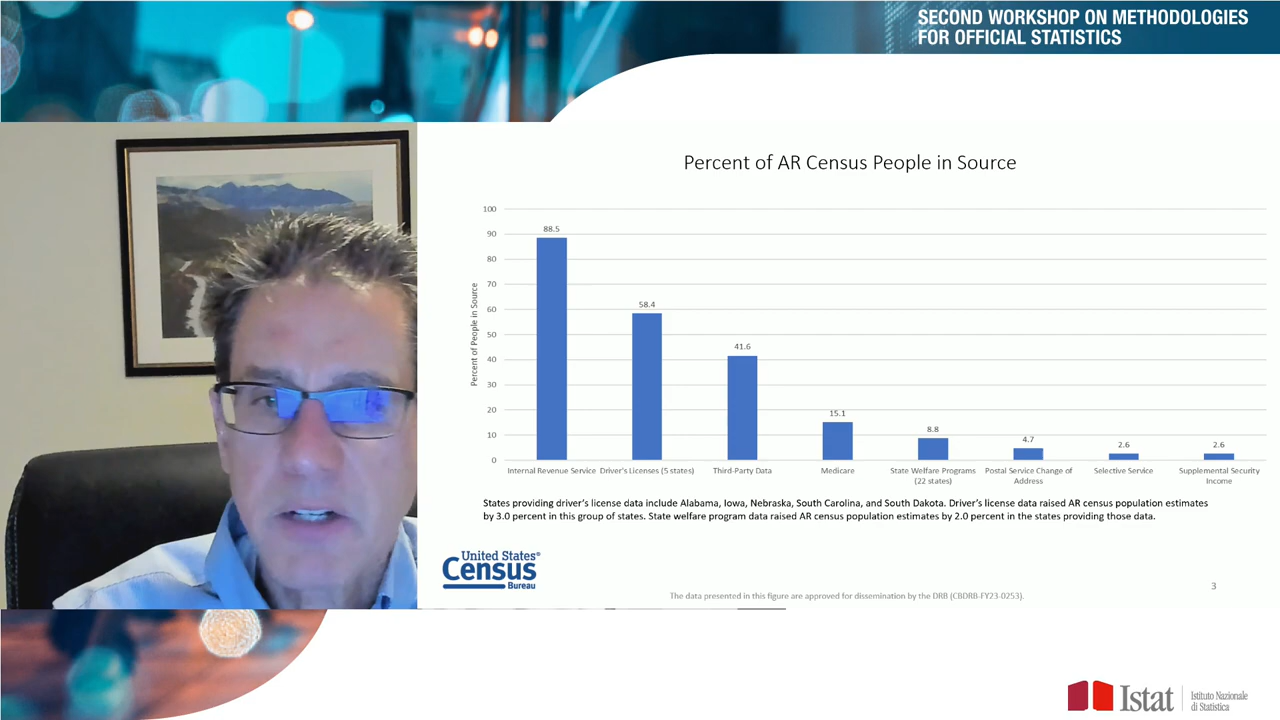 SECOND WORKSHOP ON METHODOLOGIES
FOR OFFICIAL STATISTICS
Percent of AR Census People in Source
Percent of People in Source
100
90
80
70
60
50
40
30
20
10
0
88.5
58.4
41.6
15.1
8.8
4.7
2.6
2.6
Internal Revenue Service
Driver's Licenses (5 states)
Third-Party Data
Medicare
State Welfare Programs
(22 states)
Postal Service Change of
Address
Selective Service
Supplemental Security
Income
States providing driver's license data include Alabama, Iowa, Nebraska, South Carolina, and South Dakota. Driver's license data raised AR census population estimates
by 3.0 percent in this group of states. State welfare program data raised AR census population estimates by 2.0 percent in the states providing those data.
United States®
Census
Bureau
The data presented in this figure are approved for dissemination by the DRB (CBDRB-FY23-0253).
3
Istat
Istituto Nazionale
di Statistica